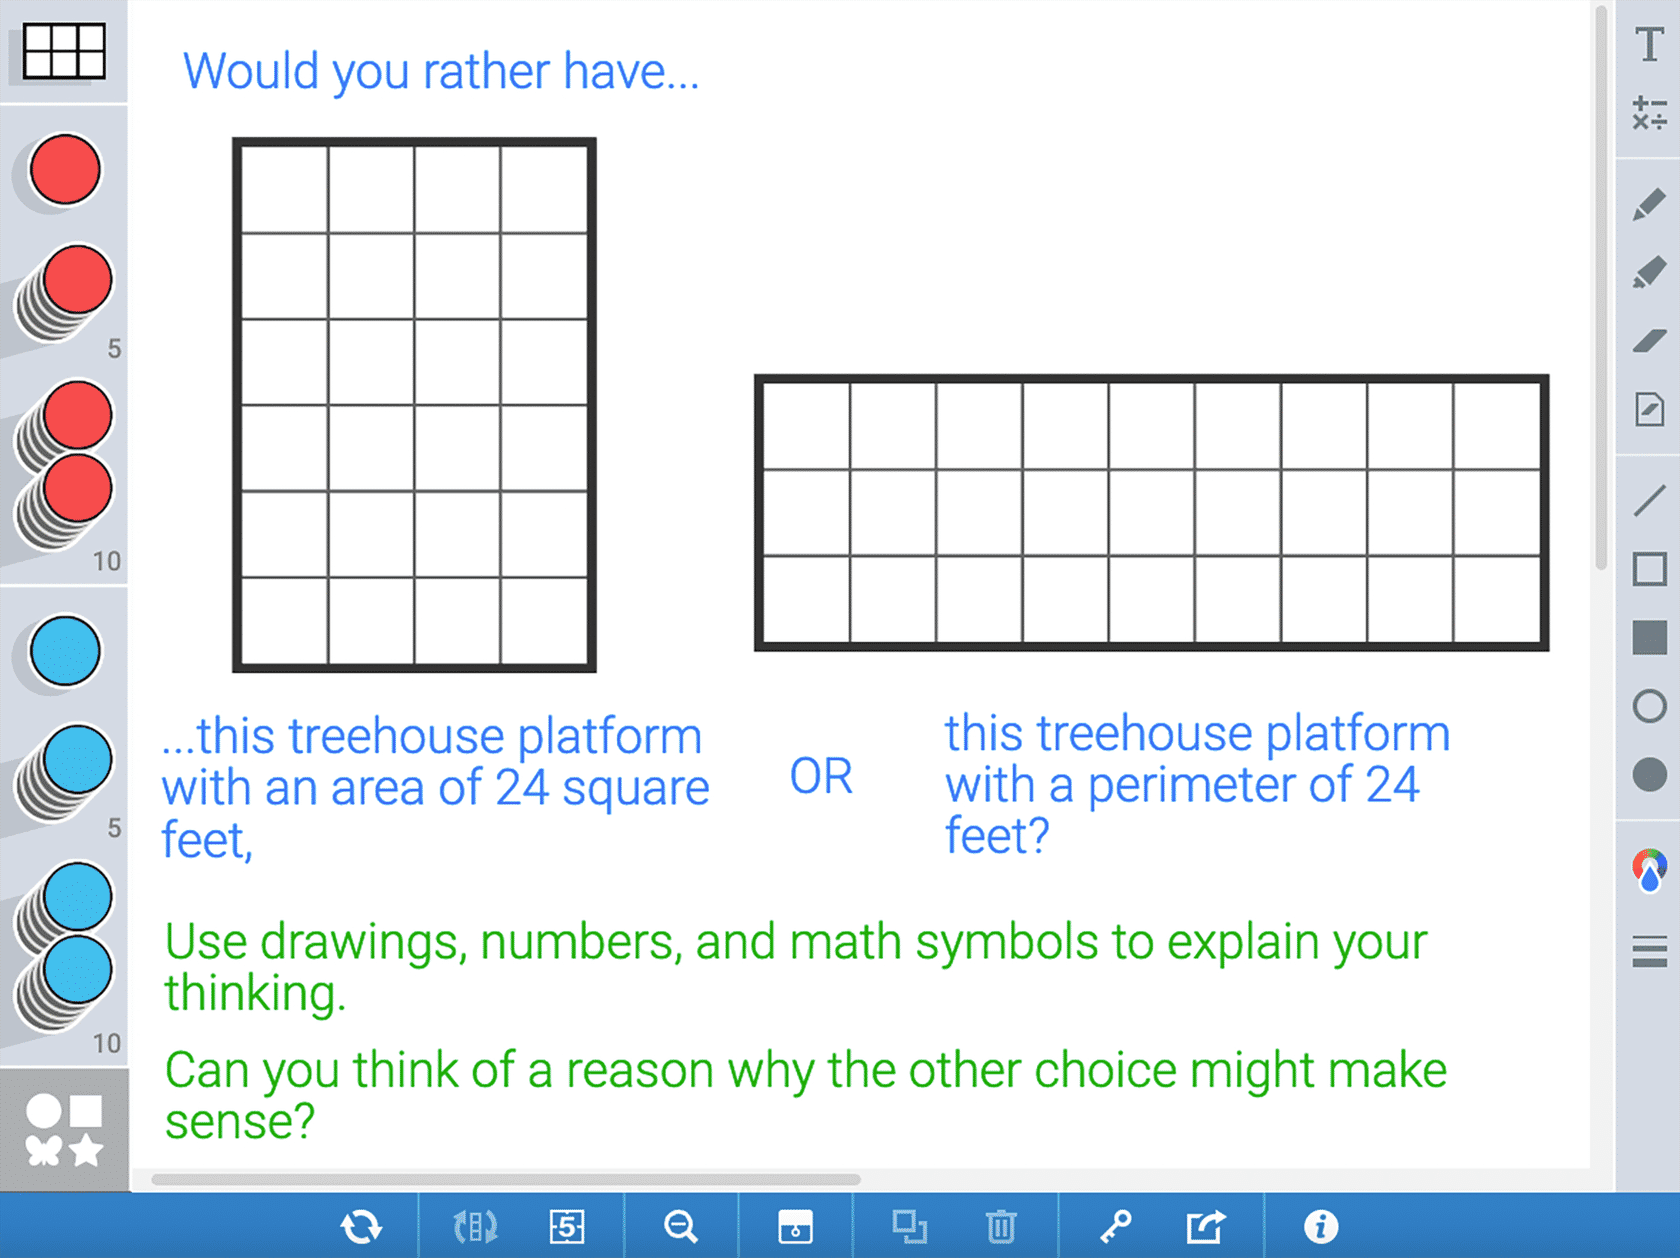 Would you rather have...
...this treehouse platform
with an area of 24 square
feet,
OR
this treehouse platform
with a perimeter of 24
feet?
Use drawings, numbers, and math symbols to explain your
thinking.
Can you think of a reason why the other choice might make
sense?
5
10
5
10
T
5
i